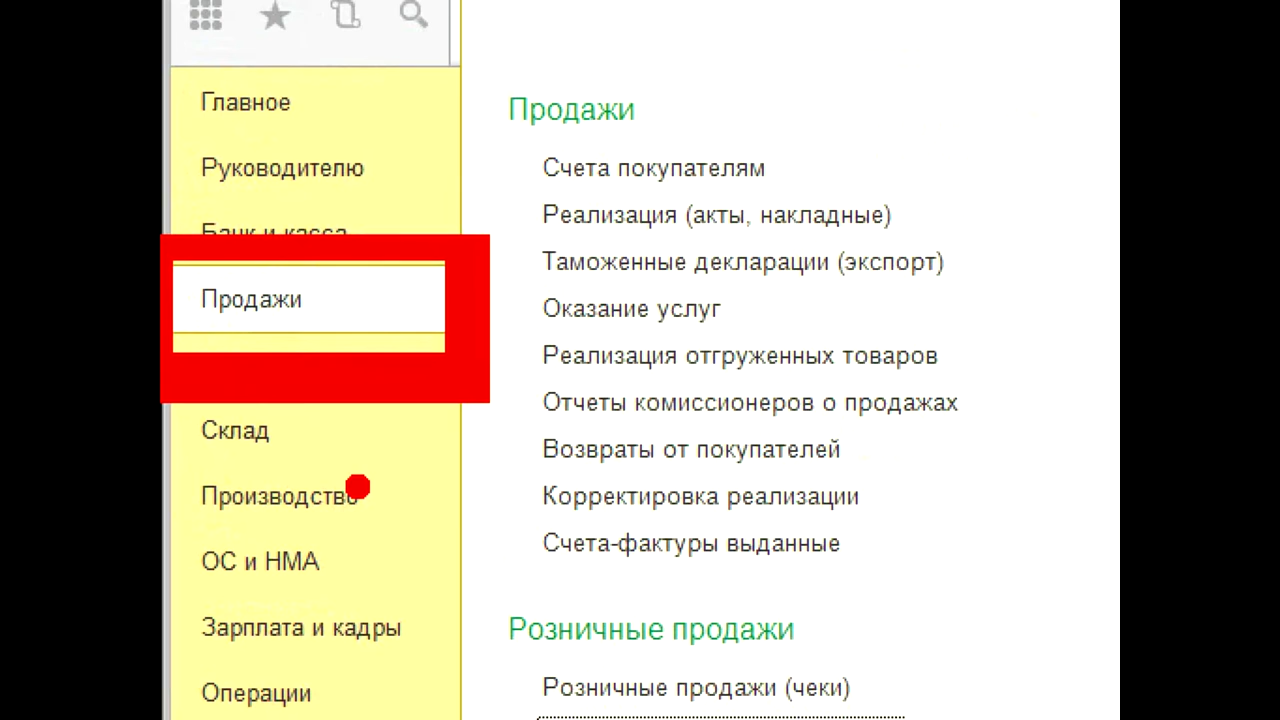 Главное
Руководителю
Банк и касса
Продажи
Склад
Производство
ОС и НМА
Зарплата и кадры
Операции
Продажи
Счета покупателям
Реализация (акты, накладные)
Таможенные декларации (экспорт)
Оказание услуг
Реализация отгруженных товаров
Отчеты комиссионеров о продажах
Возвраты от покупателей
Корректировка реализации
Счета-фактуры выданные
Розничные продажи
Розничные продажи (чеки)